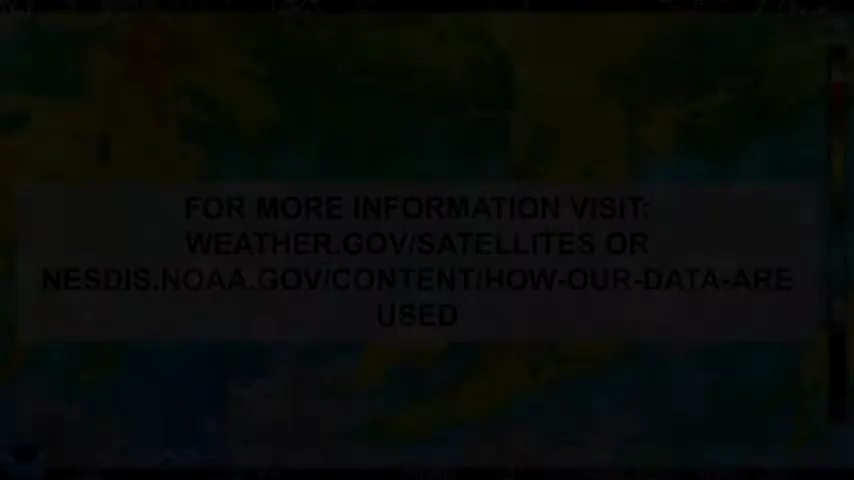 FOR MORE INFORMATION VISIT:
WEATHER.GOV/SATELLITES OR
NESDIS.NOAA.GOV/CONTENT/HOW-OUR-DATA-ARE
USED